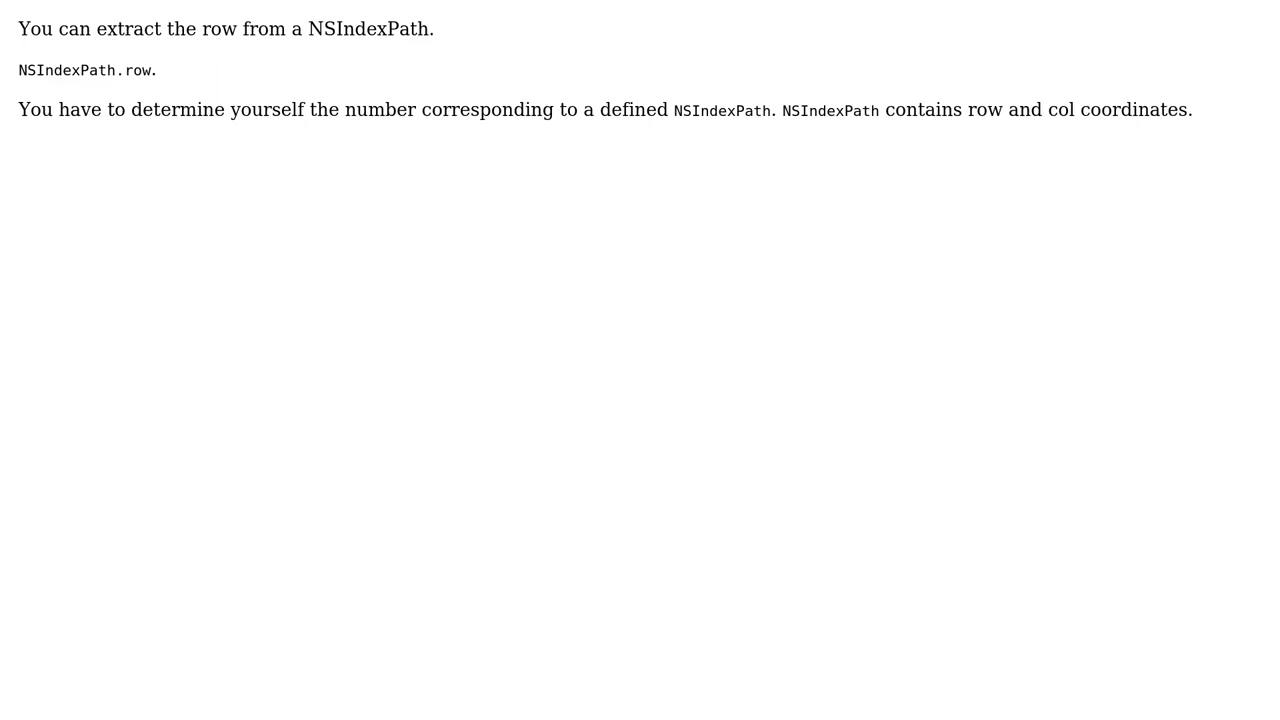 You can extract the row from a NSIndexPath.
NSIndexPath.row.
You have to determine yourself the number corresponding to a defined NSIndexPath. NSIndexPath contains row and col coordinates.